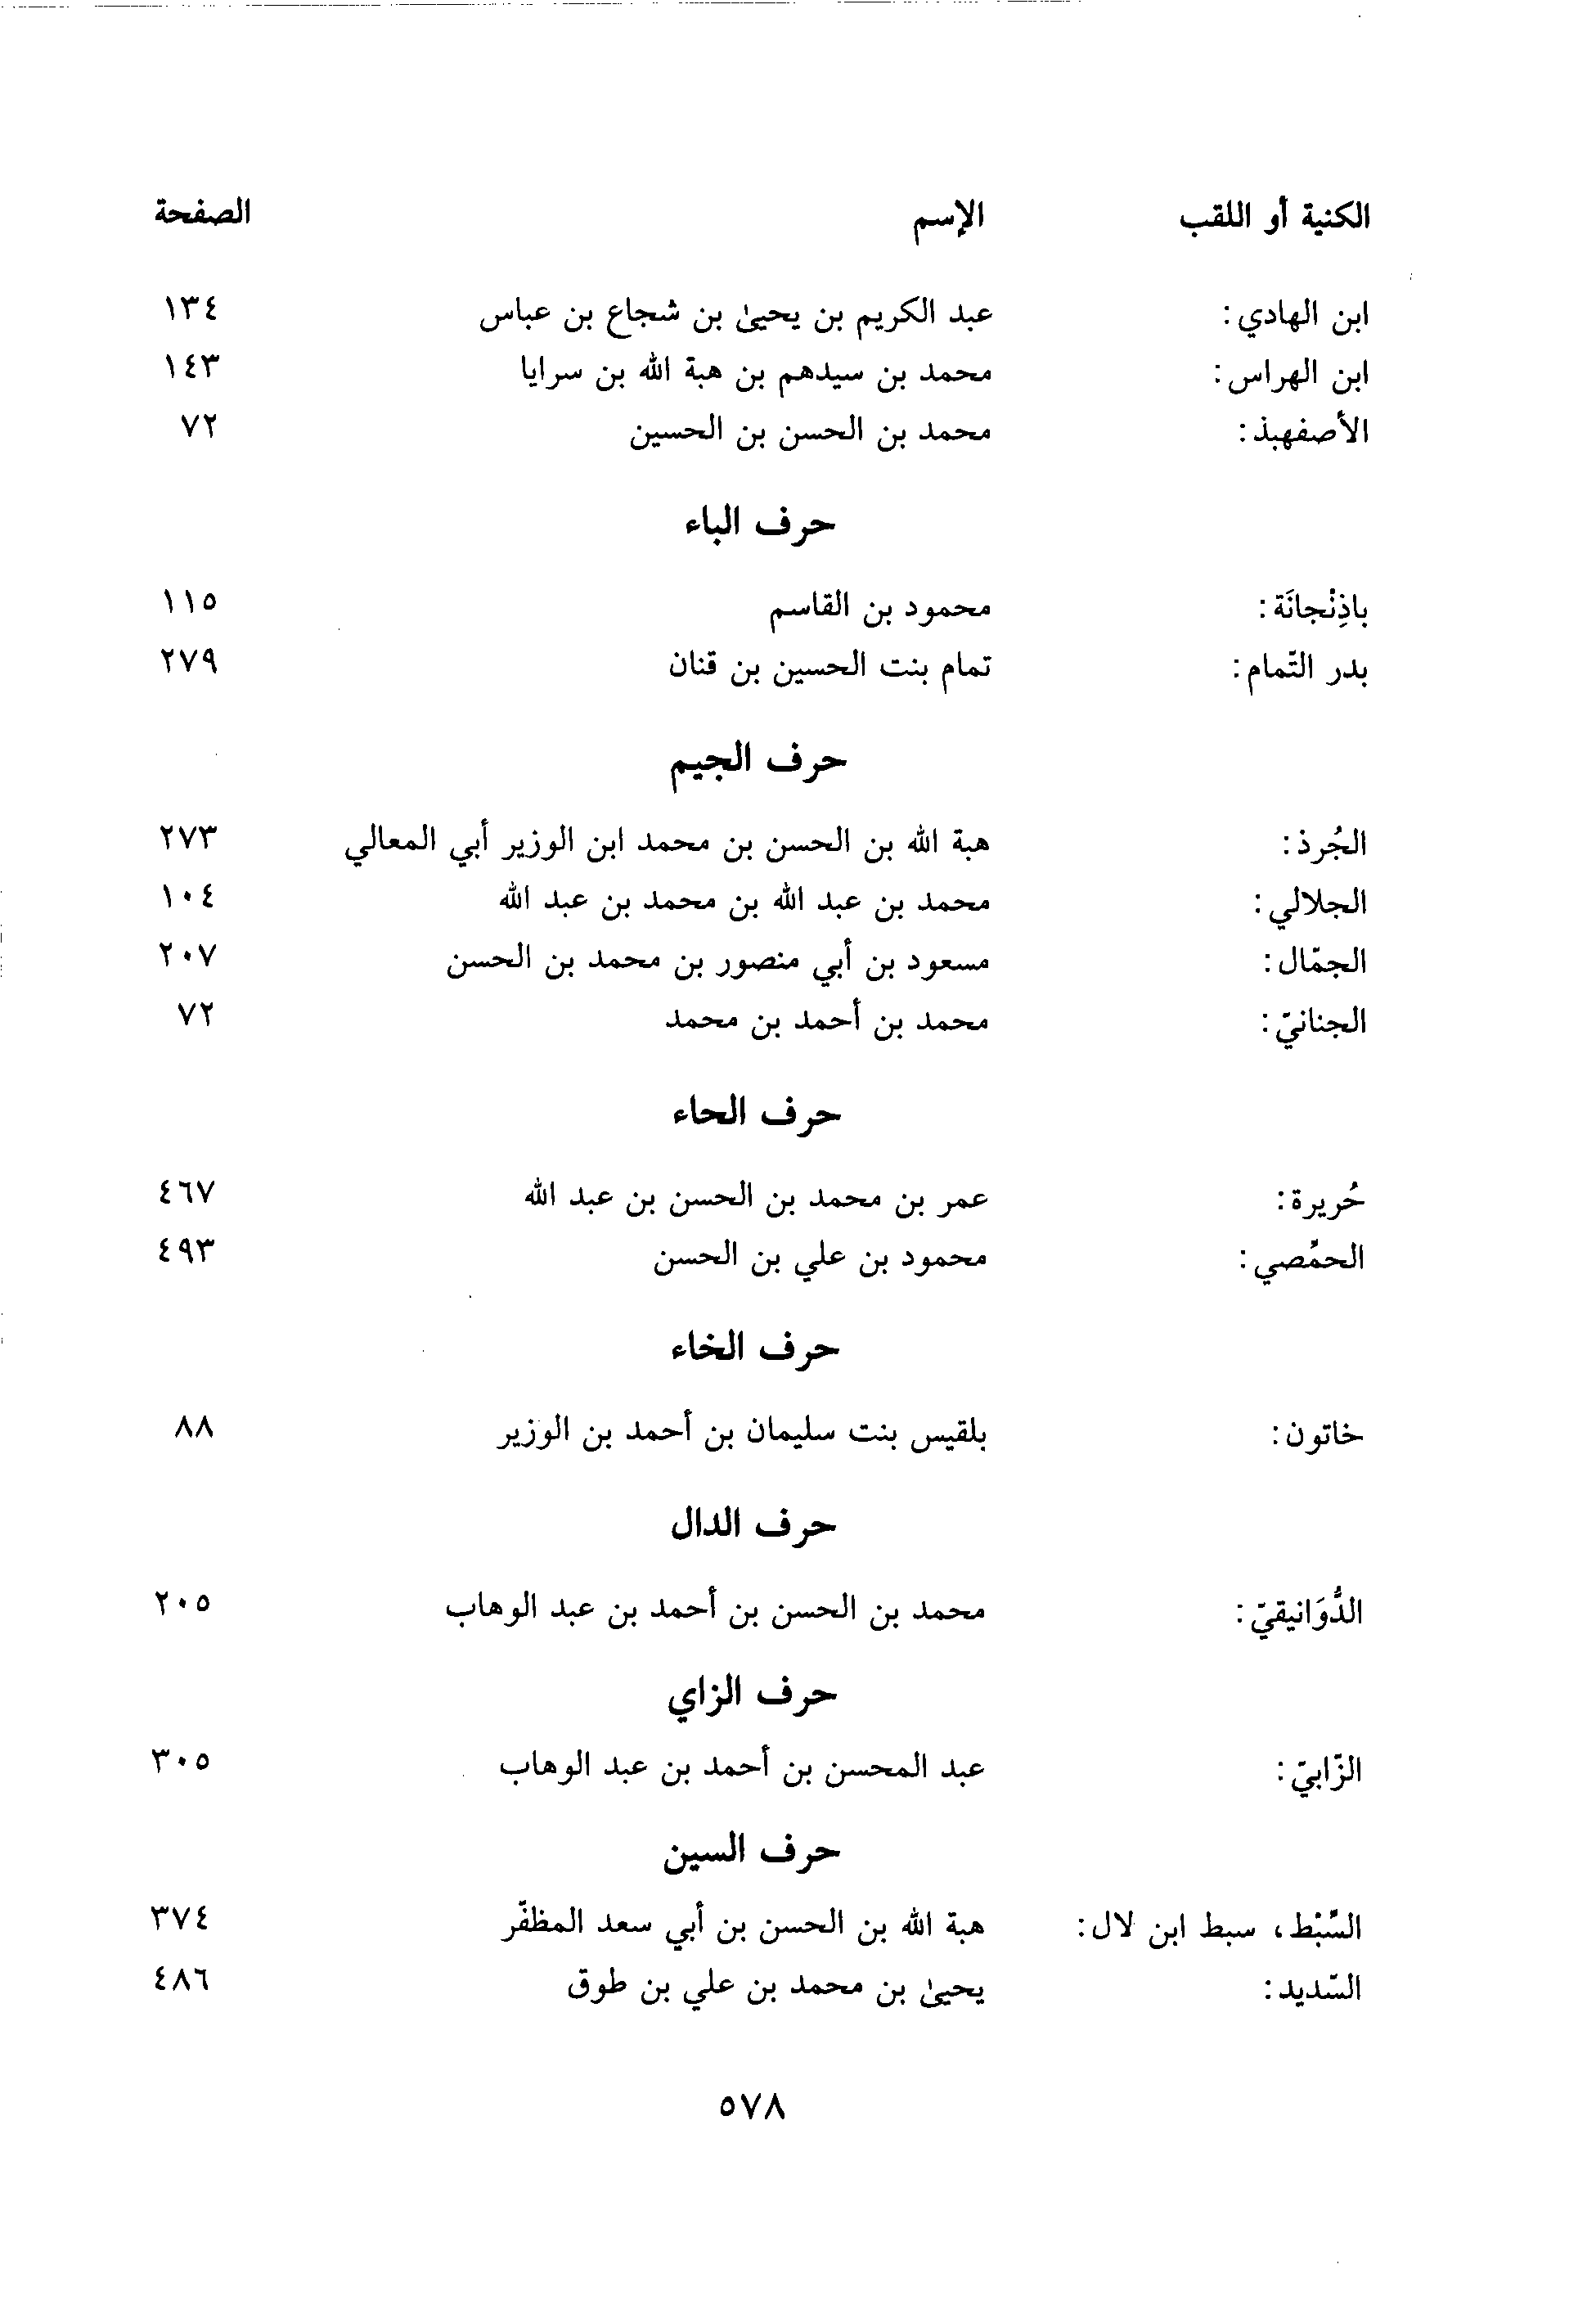 الكنية أو اللقب الإسم الصفحة
ابن الهادي: عبد الكريم بن يحيىٰ بن شجاع بن عباس ١٣٤
ابن الهراس: محمد بن سيدهم بن هبة الله بن سرايا ١٤٣
الأصفهبذ: محمد بن الحسن بن الحسين ٧٢
حرف الباء
باذِنْجانَة: محمود بن القاسم ١١٥
بدر التّمام: تمام بنت الحسين بن قنان ٢٧٩
حرف الجيم
الجُرذ: هبة الله بن الحسن بن محمد ابن الوزير أبي المعالي ٢٧٣
الجلالي: محمد بن عبد الله بن محمد بن عبد الله ١٠٤
الجمّال: مسعود بن أبي منصور بن محمد بن الحسن ٢٠٧
الجنانيّ: محمد بن أحمد بن محمد ٧٢
حرف الحاء
حُريرة: عمر بن محمد بن الحسن بن عبد الله ٤٦٧
الحمُّصي: محمود بن علي بن الحسن ٤٩٣
حرف الخاء
خاتون: بلقيس بنت سليمان بن أحمد بن الوزير ٨٨
حرف الدال
الدُّوَانيقيّ: محمد بن الحسن بن أحمد بن عبد الوهاب ٢٠٥
حرف الزاي
الزّابيّ: عبد المحسن بن أحمد بن عبد الوهاب ٣٠٥
حرف السين
السِّبْط، سبط ابن لال: هبة الله بن الحسن بن أبي سعد المظفّر ٣٧٤
السّديد: يحيىٰ بن محمد بن علي بن طوق ٤٨٦
٥٧٨